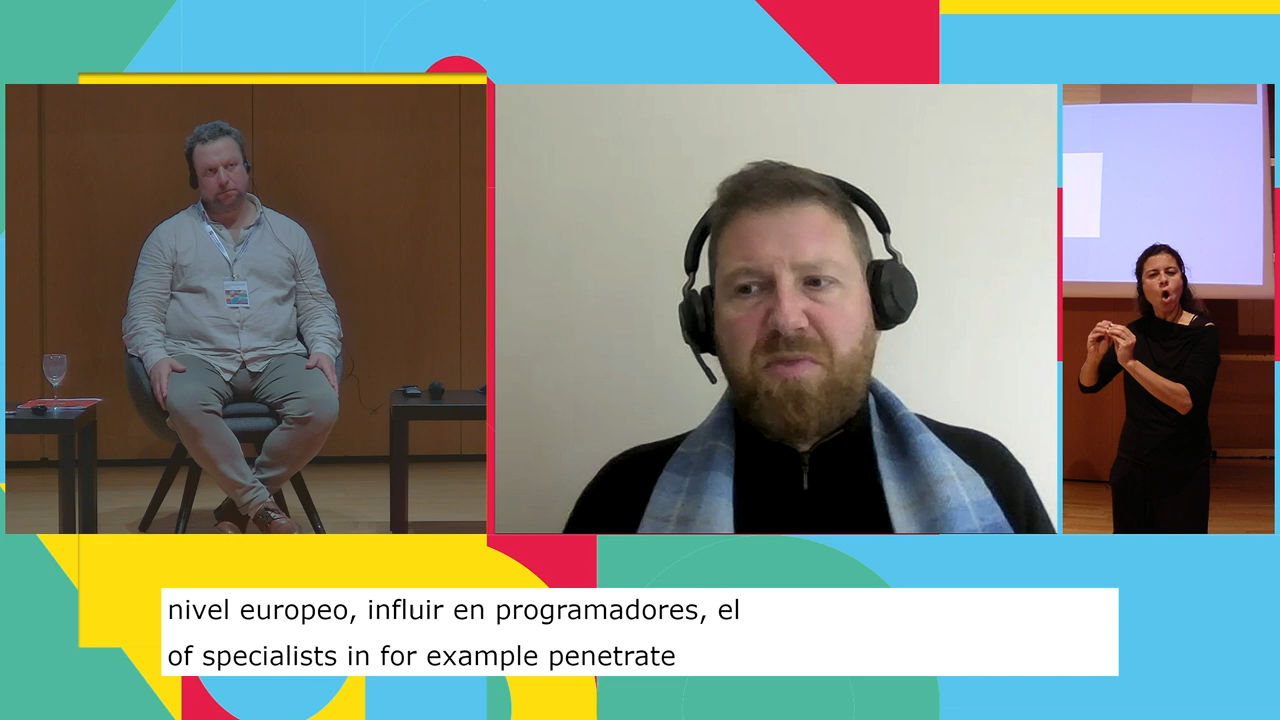 nivel europeo, influir en programadores, el
of specialists in for example penetrate